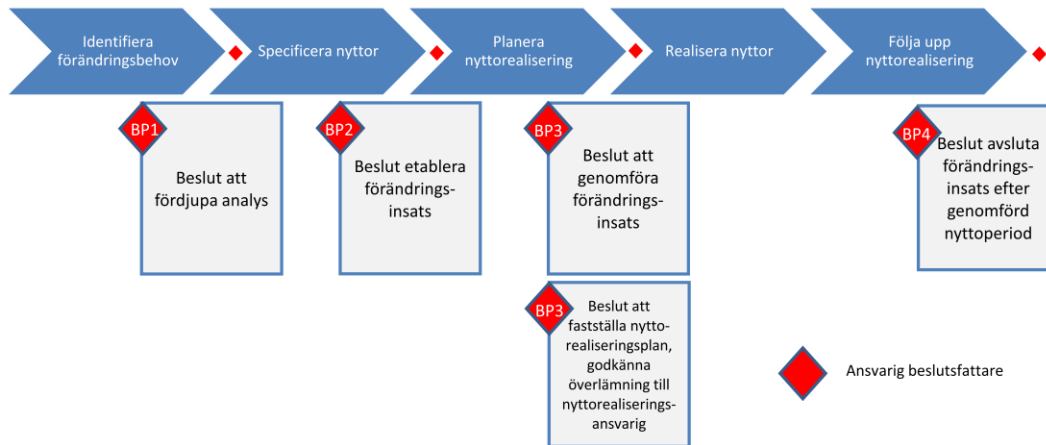 Identifiera
förändringsbehov
Specificera nyttor
Planera
nyttorealisering
Realisera nyttor
Följa upp
nyttorealisering
BP1
Beslut att
fördjupa analys
BP2
Beslut etablera
förändrings-
insats
BP3
Beslut att
genomföra
förändrings-
insats
BP4
Beslut avsluta
förändrings-
insats efter
genomförd
nyttoperiod
BP3
Beslut att
fastställa nytto-
realiseringsplan,
godkänna
överlämning till
nyttorealiserings-
ansvarig
Ansvarig beslutsfattare